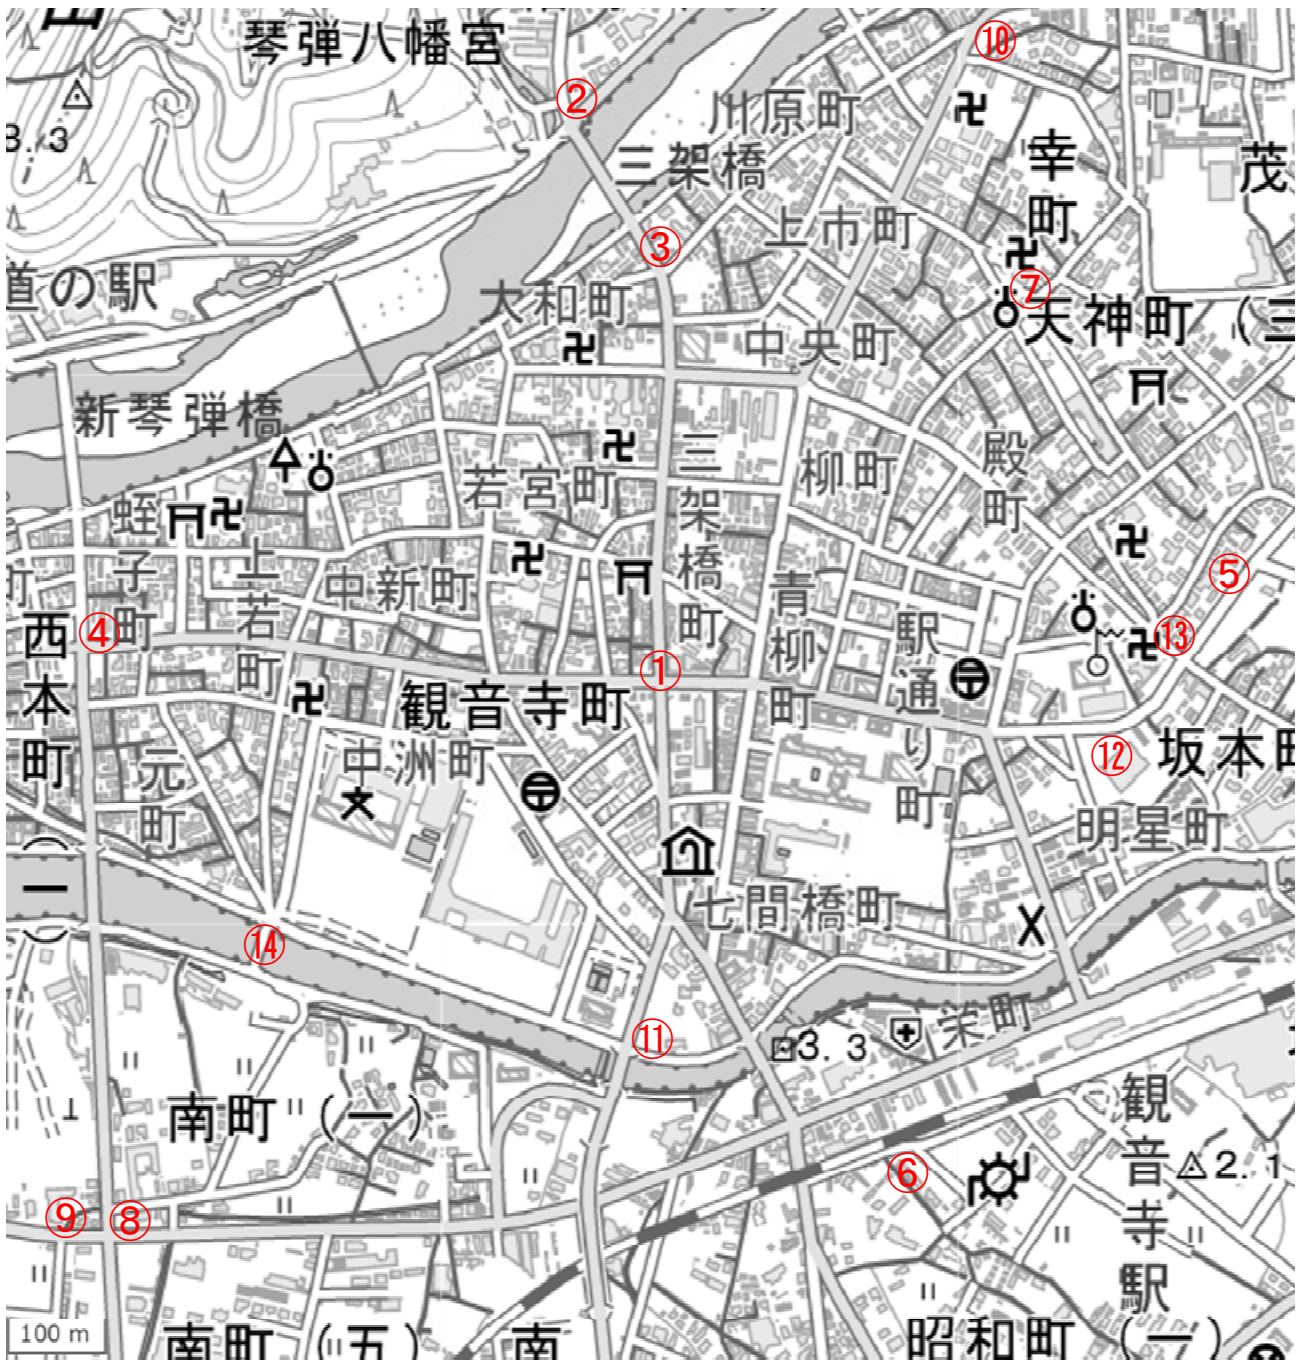 山
琴弾八幡宮
⑩
②
川原町
3.3
三架橋
幸町
茂
上市町
③
道の駅
大和町
⑦
天神町(三
中央町
新琴弾橋
三架橋町
殿町
柳町
若宮町
蛭子町
上若町
中新町
⑤
青柳町
駅通り町
④
⑬
西本町(一)
①
観音寺町
中洲町
元町
⑫
坂本町
明星町
七間橋町
⑭
栄町
⑪
3.3
観音寺駅
南町(一)
⑥
2.1
⑨
⑧
100 m
南町(五)
南
昭和町(一)